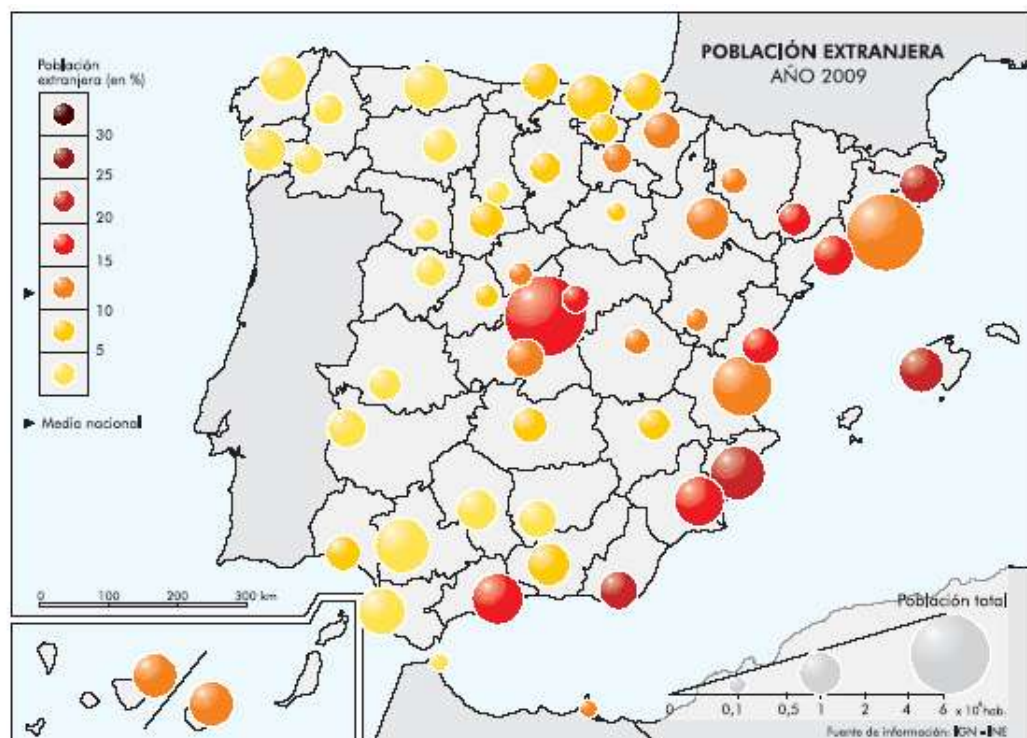 POBLACIÓN EXTRANJERA
AÑO 2009
Población
extranjera (en %)
30
25
20
15
10
5
Media nacional
0 100 200 300 km
Población total
0 0,1 0,5 1 2 4 6 x 10⁶ hab.
Fuente de información: IGN - INE